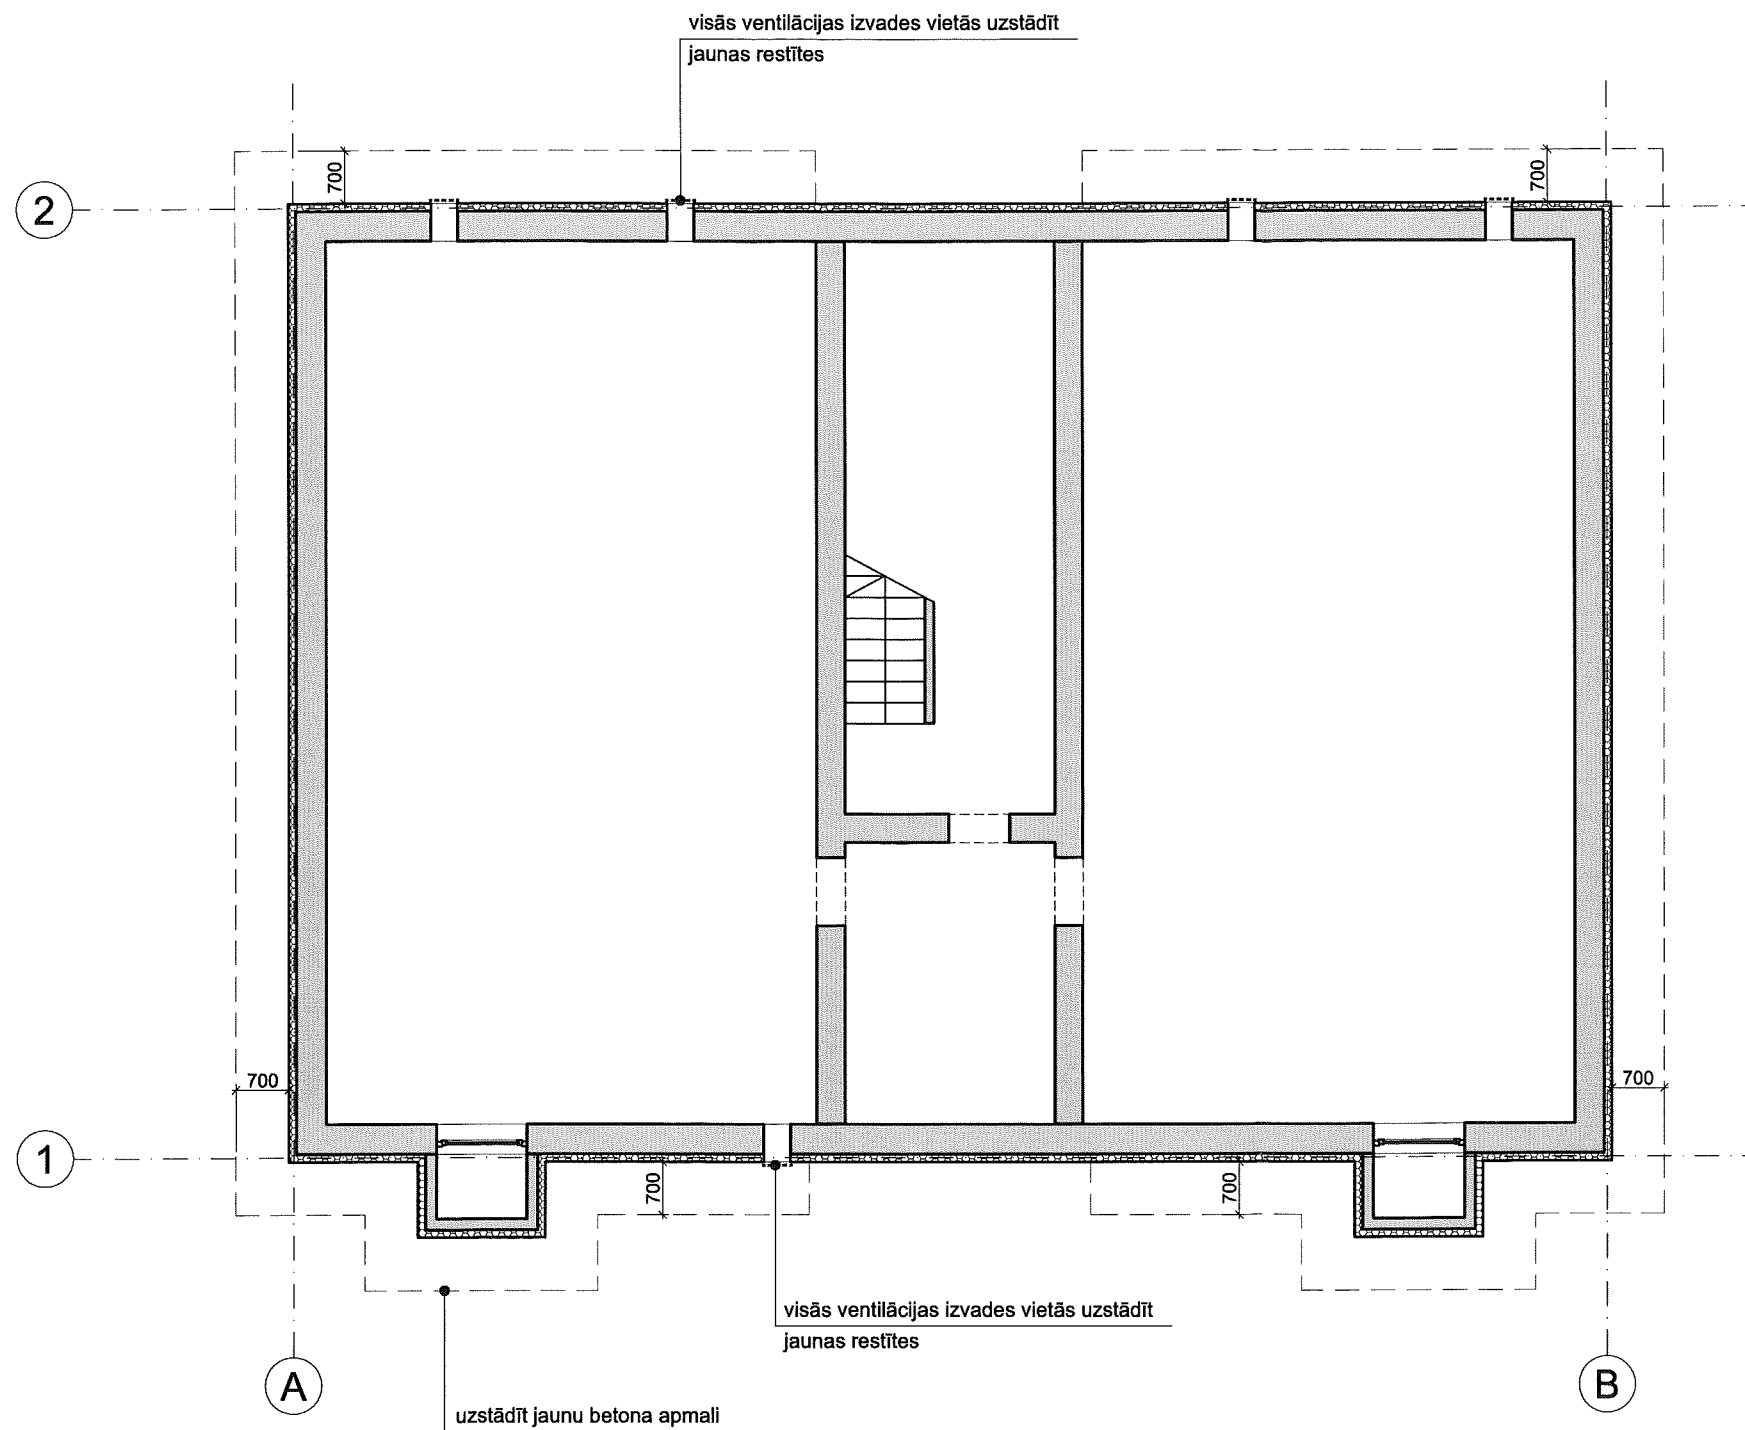 visās ventilācijas izvades vietās uzstādīt
jaunas restītes
700
700
2
700
700
1
700
700
visās ventilācijas izvades vietās uzstādīt
jaunas restītes
A
B
uzstādīt jaunu betona apmali